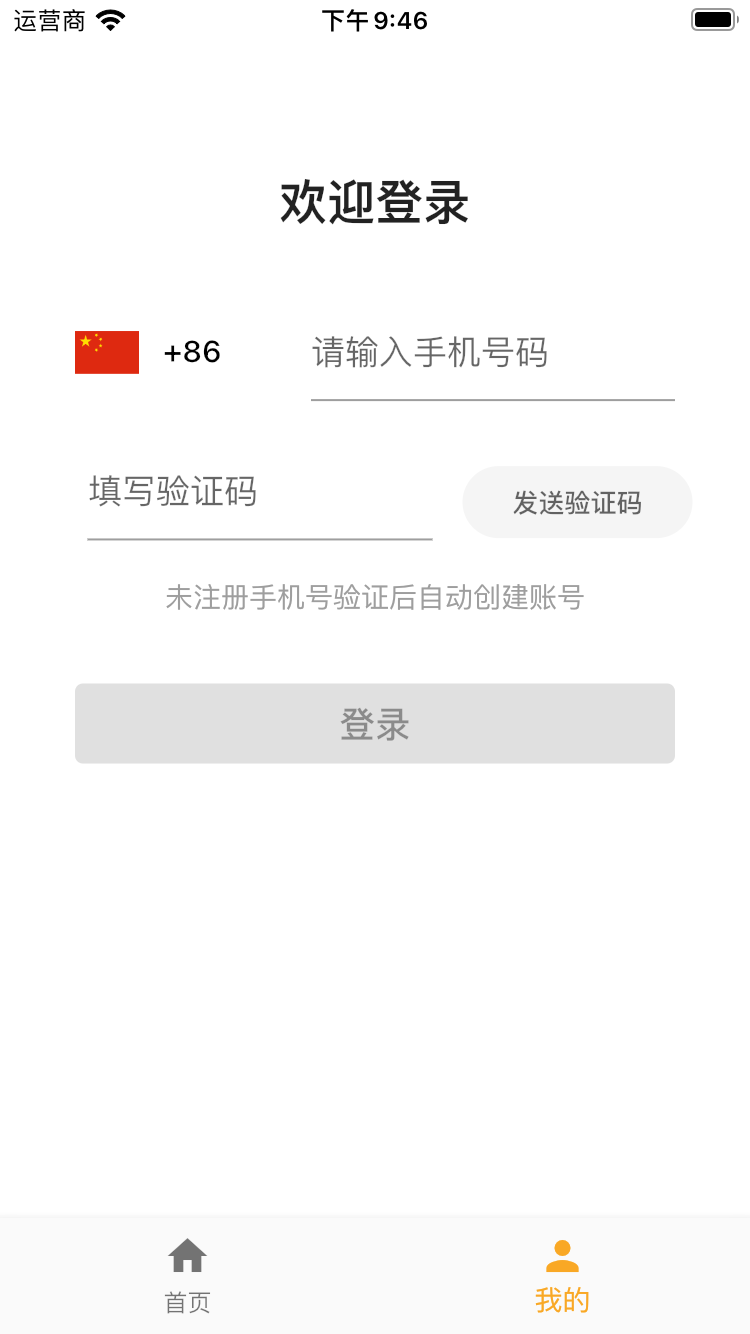 运营商 下午 9:46
欢迎登录
+86 请输入手机号码
填写验证码 发送验证码
未注册手机号验证后自动创建账号
登录
首页 我的